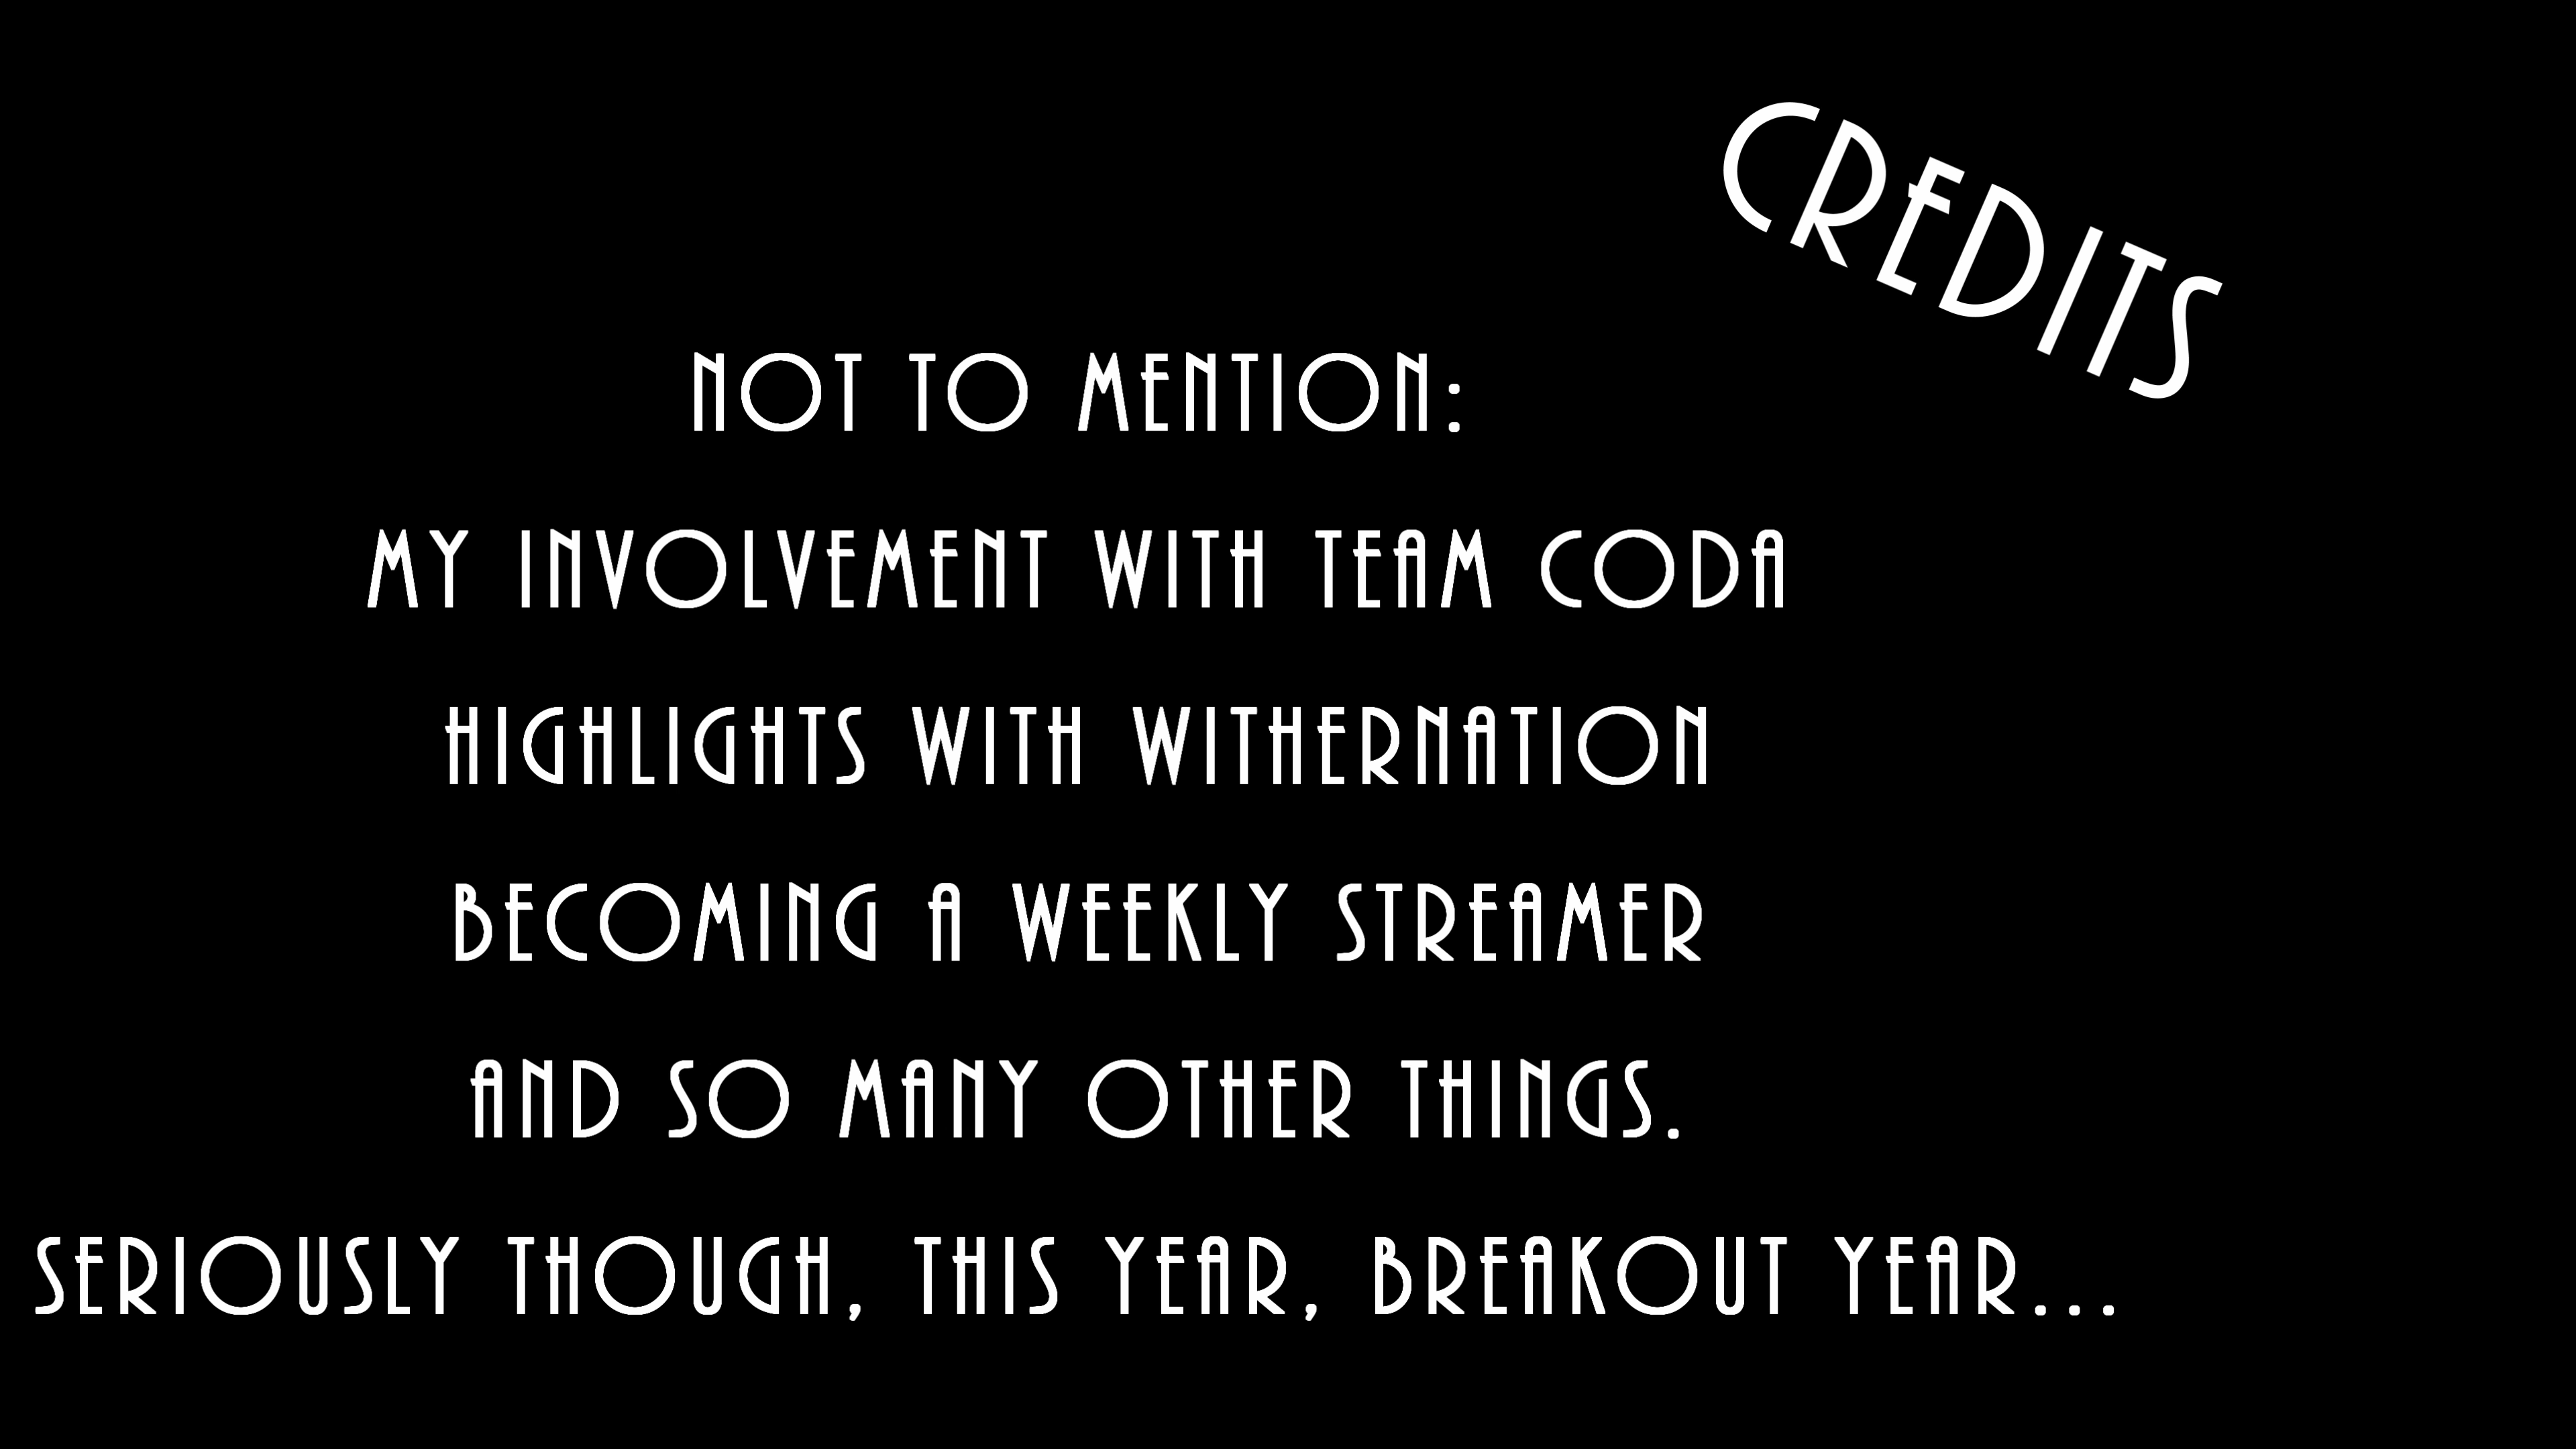 CREDITS
NOT TO MENTION:
MY INVOLVEMENT WITH TEAM CODA
HIGHLIGHTS WITH WITHERNATION
BECOMING A WEEKLY STREAMER
AND SO MANY OTHER THINGS.
SERIOUSLY THOUGH, THIS YEAR, BREAKOUT YEAR...